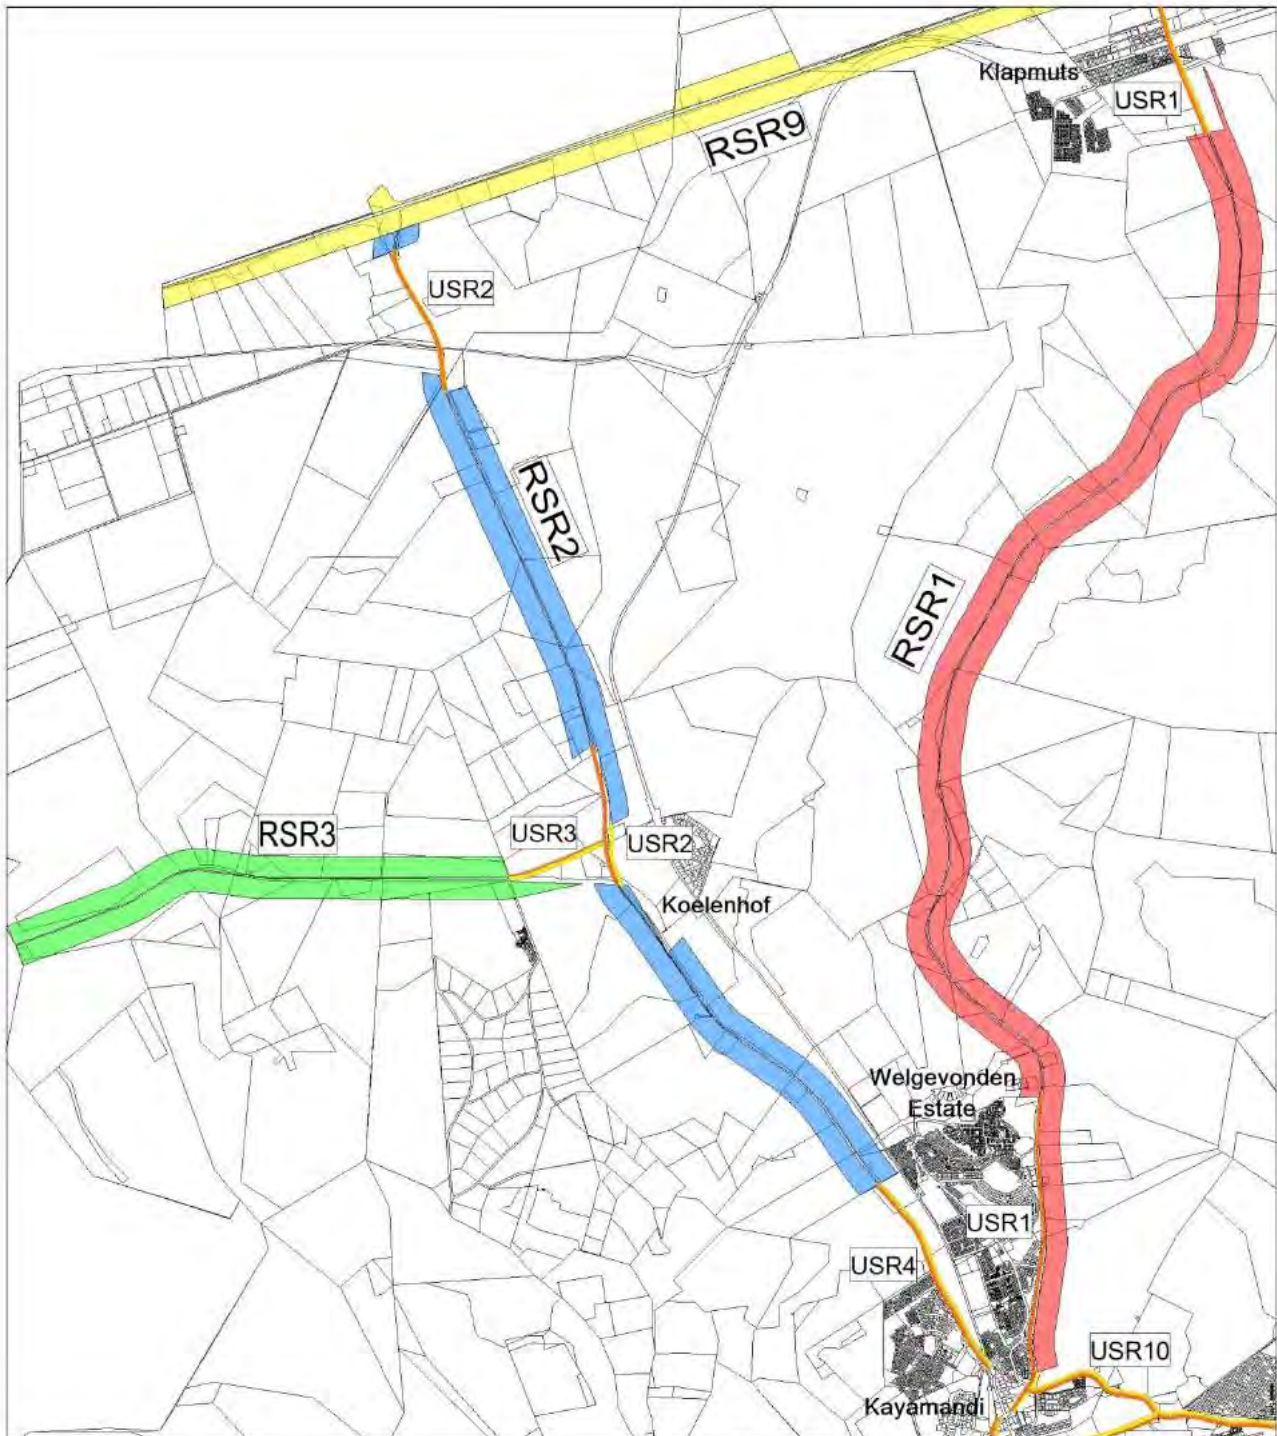 Klapmuts
USR1
RSR9
USR2
RSR2
RSR1
RSR3
USR3
USR2
Koelenhof
Welgevonden
Estate
USR1
USR4
USR10
Kayamandi